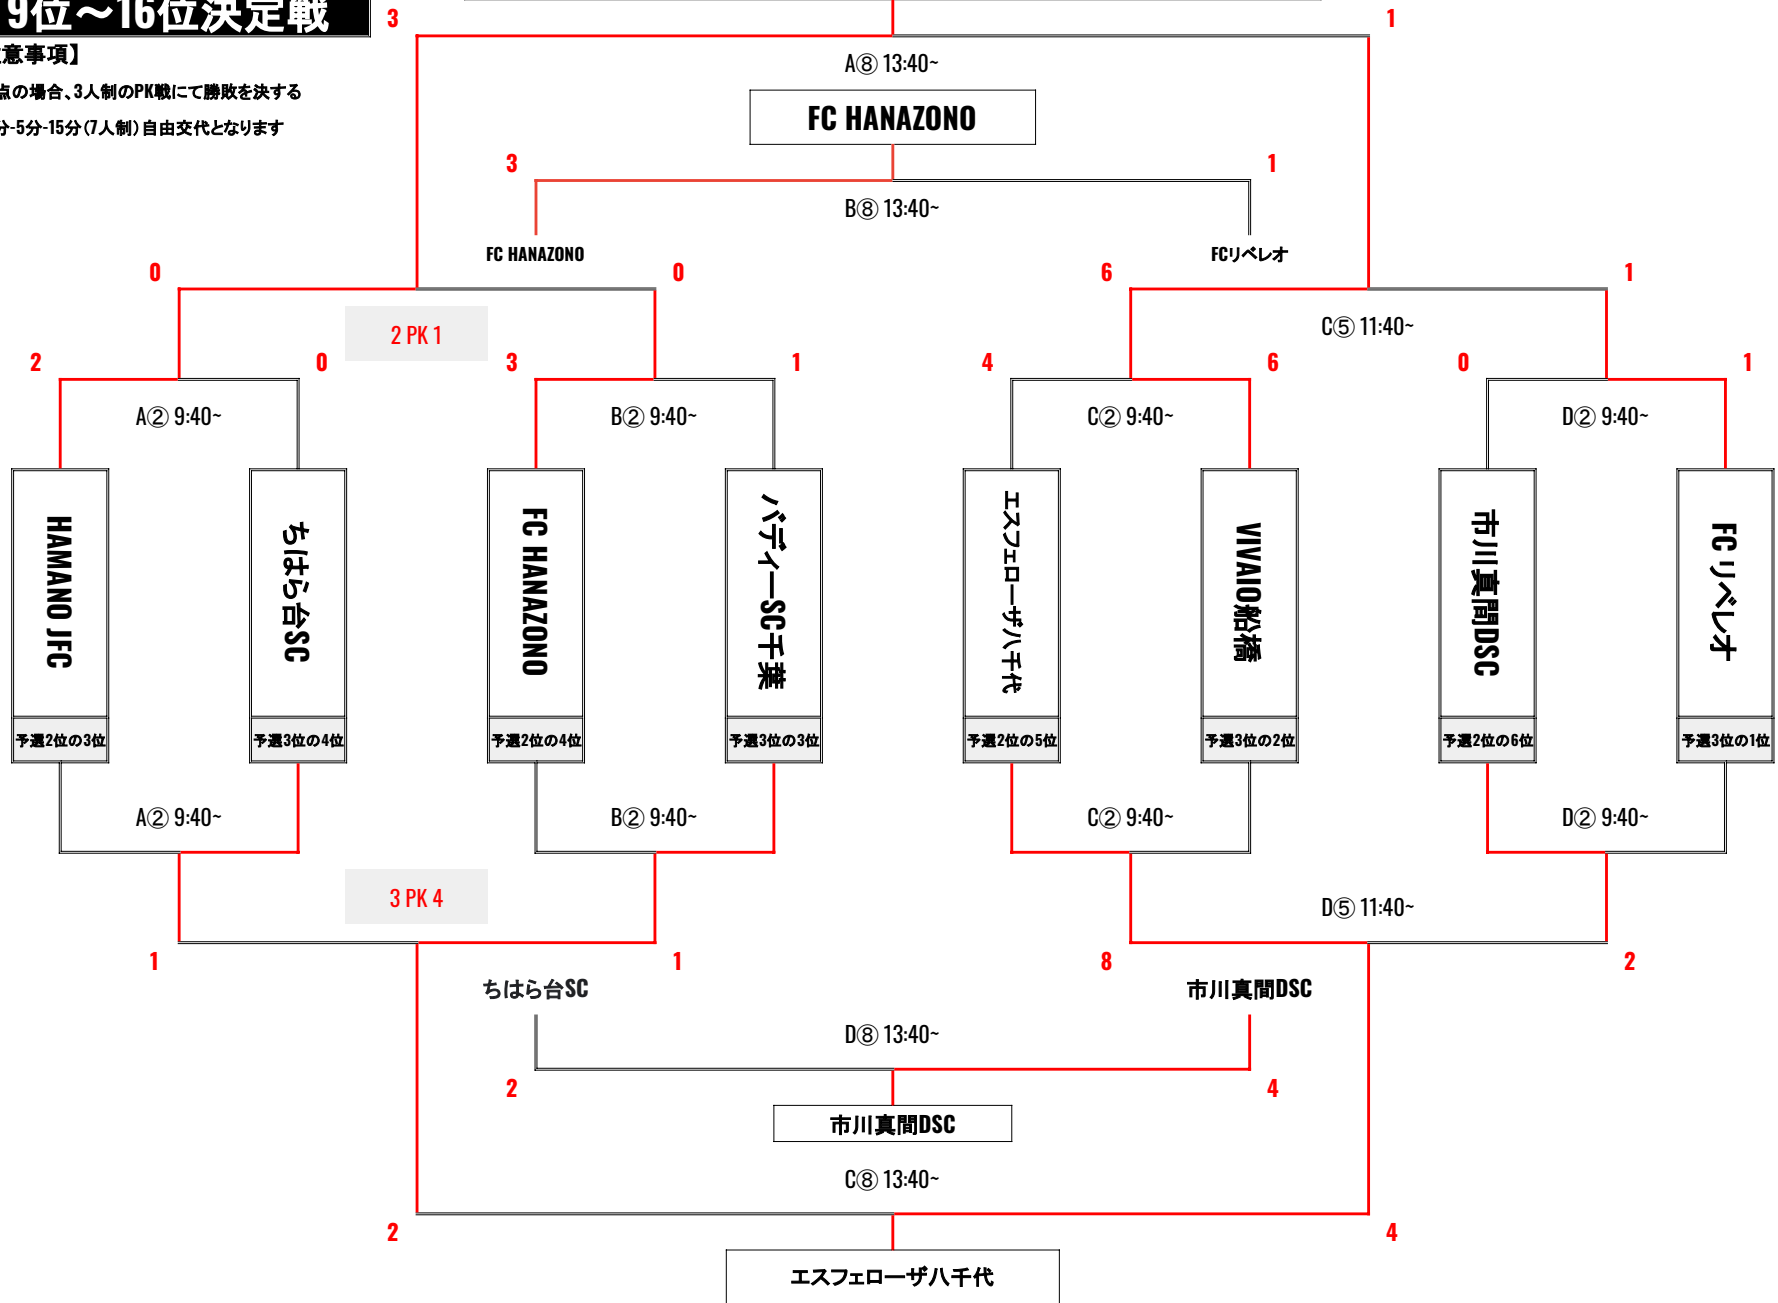 9位～16位決定戦
3
1
意事項】
A⑧ 13:40~
点の場合、3人制のPK戦にて勝敗を決する
FC HANAZONO
分-5分-15分(7人制)自由交代となります
3
1
B⑧ 13:40~
FC HANAZONO
FCリベレオ
0
0
6
1
2 PK 1
C⑤ 11:40~
2
0
3
1
4
6
0
1
A② 9:40~
B② 9:40~
C② 9:40~
D② 9:40~
HAMANO JFC
ちはら台SC
FC HANAZONO
バディーSC千葉
エスフェローザ八千代
VIVAIO船橋
市川真間DSC
FC リベレオ
予選2位の3位
予選3位の4位
予選2位の4位
予選3位の3位
予選2位の5位
予選3位の2位
予選2位の6位
予選3位の1位
A② 9:40~
B② 9:40~
C② 9:40~
D② 9:40~
3 PK 4
D⑤ 11:40~
1
1
8
2
ちはら台SC
市川真間DSC
D⑧ 13:40~
2
4
市川真間DSC
C⑧ 13:40~
2
4
エスフェローザ八千代